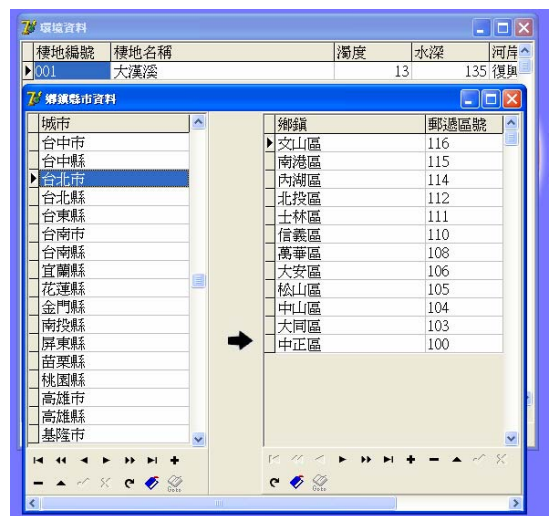 環境資料
棲地編號 棲地名稱 濁度 水深 河岸
001 大漢溪 13 135 復興
鄉鎮縣市資料
城市
台中市
台中縣
台北市
台北縣
台東縣
台南市
台南縣
宜蘭縣
花蓮縣
金門縣
南投縣
屏東縣
苗栗縣
桃園縣
高雄市
高雄縣
基隆市
鄉鎮 郵遞區號
文山區 116
南港區 115
內湖區 114
北投區 112
士林區 111
信義區 110
萬華區 108
大安區 106
松山區 105
中山區 104
大同區 103
中正區 100